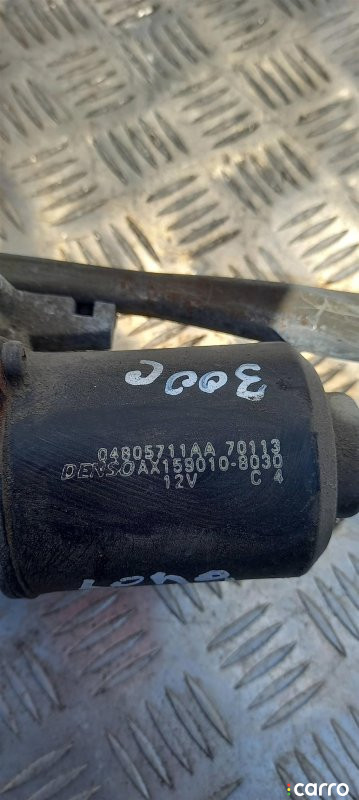 300C
04805711AA 70113
DENSO AX159010-8030
12V C 4
carro